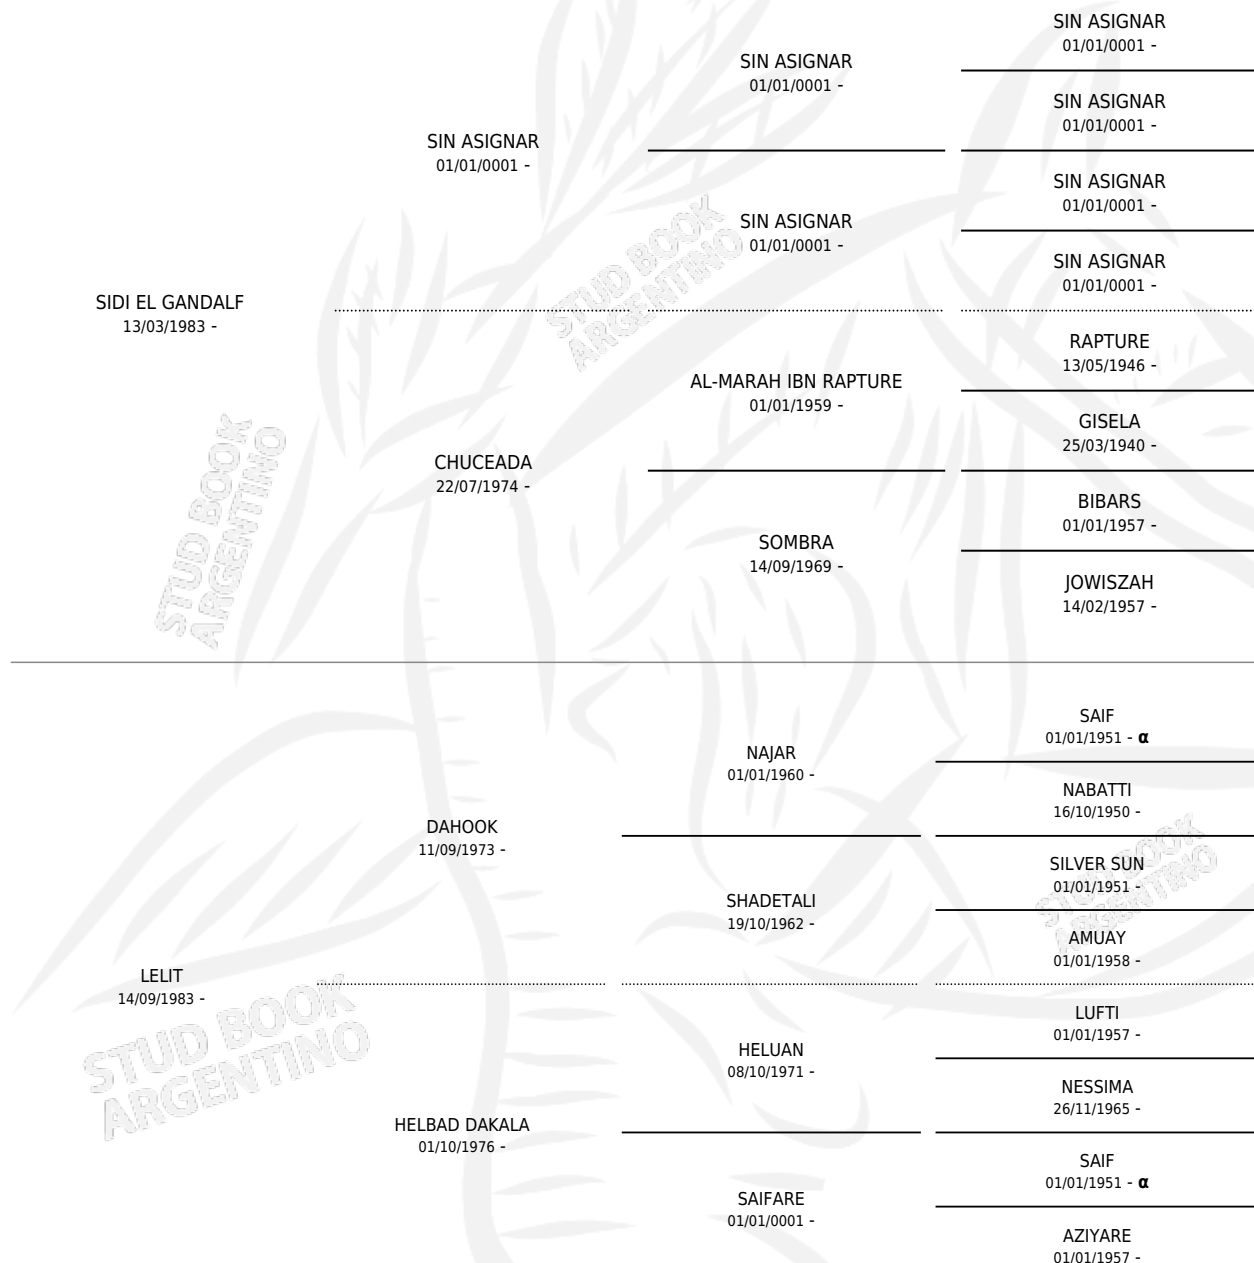 SIN ASIGNAR
01/01/0001 -
SIN ASIGNAR
01/01/0001 -
SIN ASIGNAR
01/01/0001 -
SIN ASIGNAR
01/01/0001 -
SIN ASIGNAR
01/01/0001 -
SIN ASIGNAR
01/01/0001 -
SIN ASIGNAR
01/01/0001 -
STUD BOOK
ARGENTINO
SIDI EL GANDALF
13/03/1983 -
RAPTURE
13/05/1946 -
AL-MARAH IBN RAPTURE
01/01/1959 -
GISELA
25/03/1940 -
CHUCEADA
22/07/1974 -
BIBARS
01/01/1957 -
SOMBRA
14/09/1969 -
JOWISZAH
14/02/1957 -
STUD BOOK
ARGENTINO
SAIF
01/01/1951 - α
NAJAR
01/01/1960 -
NABATTI
16/10/1950 -
DAHOOK
11/09/1973 -
SILVER SUN
01/01/1951 -
SHADETALI
19/10/1962 -
AMUAY
01/01/1958 -
STUD BOOK
ARGENTINO
LELIT
14/09/1983 -
LUFTI
01/01/1957 -
HELUAN
08/10/1971 -
NESSIMA
26/11/1965 -
STUD BOOK
ARGENTINO
HELBAD DAKALA
01/10/1976 -
SAIF
01/01/1951 - α
SAIFARE
01/01/0001 -
AZIYARE
01/01/1957 -